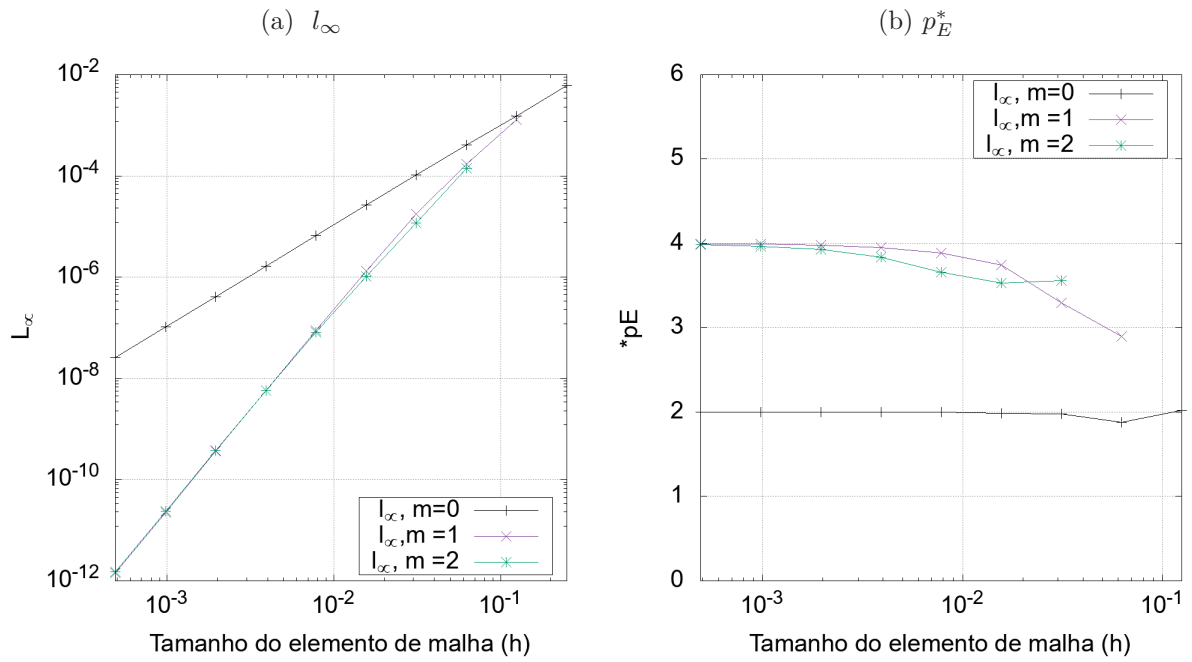 (a) l∞
(b) p*E
10-2
10-4
10-6
10-8
10-10
10-12
L∝
10-3
10-2
10-1
Tamanho do elemento de malha (h)
l∝, m=0
l∝,m =1
l∝, m =2
6
5
4
3
2
1
0
*pE
10-3
10-2
10-1
Tamanho do elemento de malha (h)
l∝, m=0
l∝,m =1
l∝, m =2